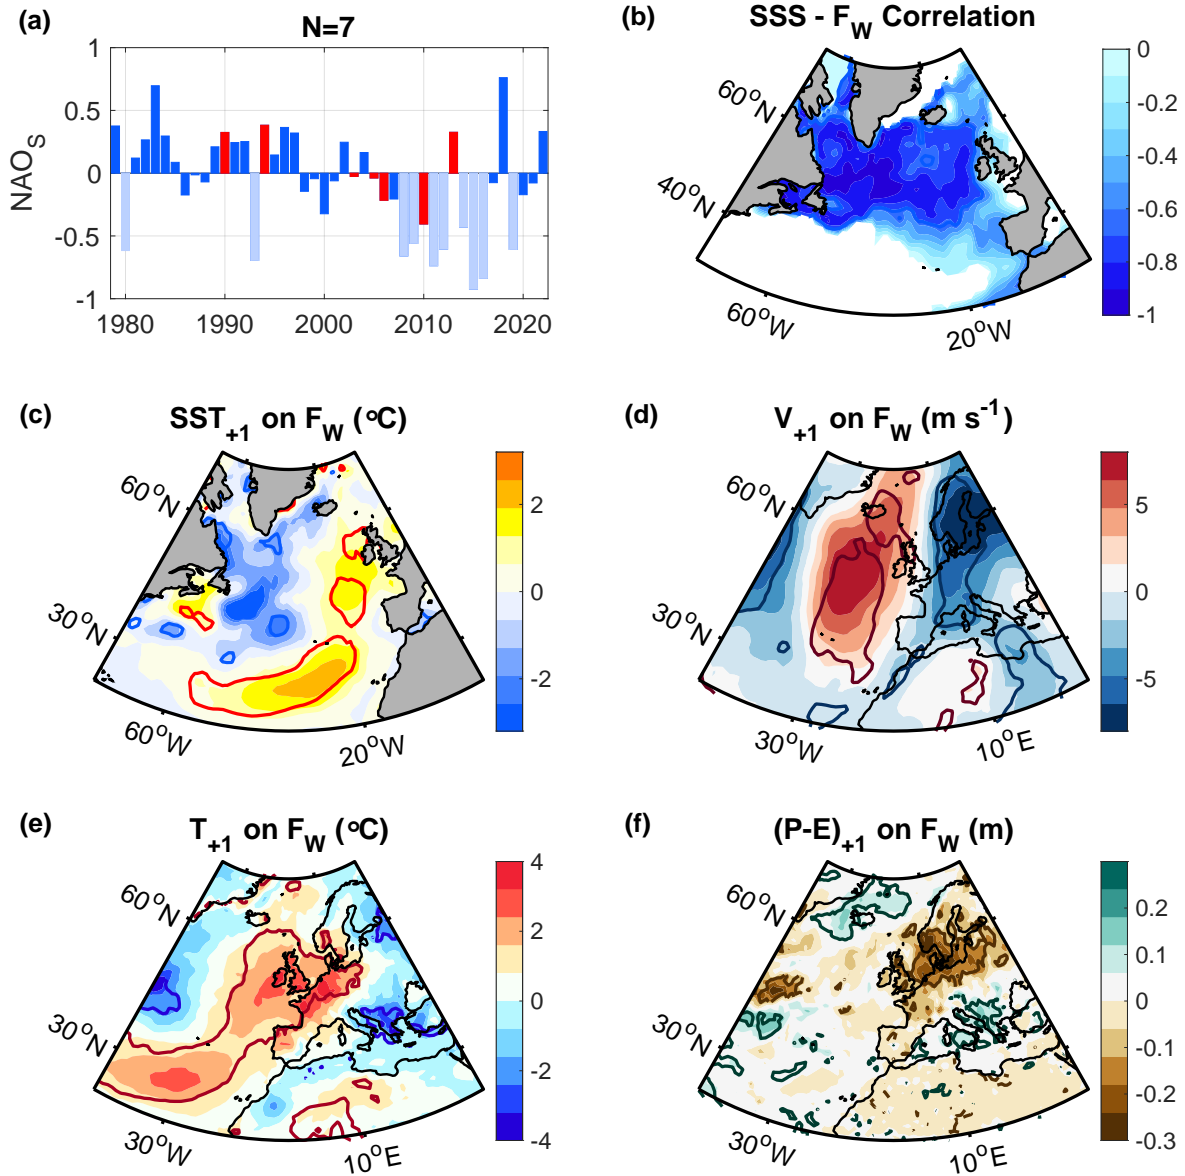 (a)
N=7
NAO_S
1
0.5
0
-0.5
-1
1980 1990 2000 2010 2020
(b)
SSS - F_W Correlation
60°N
40°N
60°W
20°W
0
-0.2
-0.4
-0.6
-0.8
-1
(c)
SST_+1 on F_W (°C)
60°N
30°N
60°W
20°W
2
0
-2
(d)
V_+1 on F_W (m s^-1)
60°N
30°N
30°W
10°E
5
0
-5
(e)
T_+1 on F_W (°C)
60°N
30°N
30°W
10°E
4
2
0
-2
-4
(f)
(P-E)_+1 on F_W (m)
60°N
30°N
30°W
10°E
0.2
0.1
0
-0.1
-0.2
-0.3